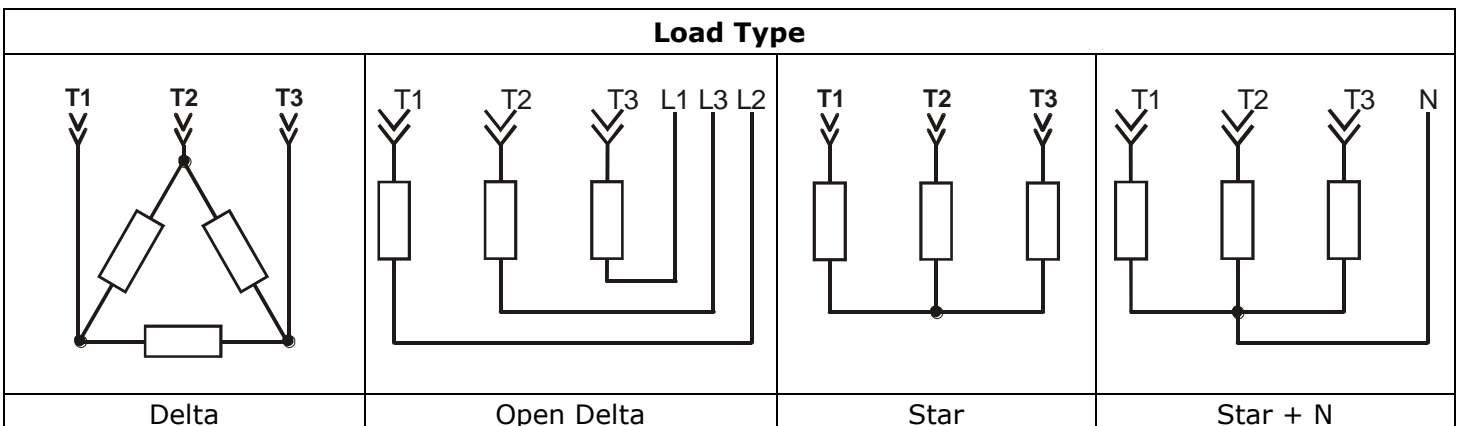 Load Type
T1 T2 T3
T1 T2 T3 L1 L3 L2
T1 T2 T3
T1 T2 T3 N
Delta
Open Delta
Star
Star + N